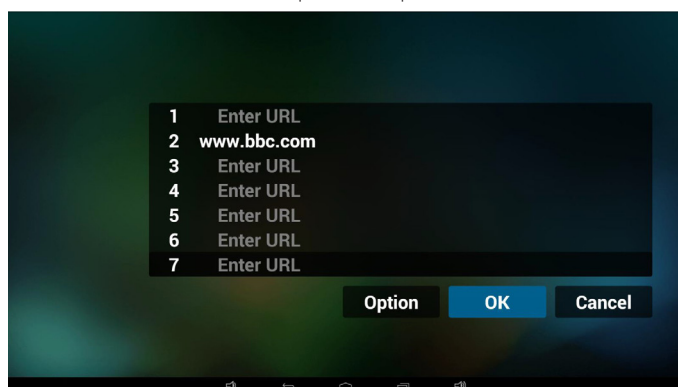 1 Enter URL
2 www.bbc.com
3 Enter URL
4 Enter URL
5 Enter URL
6 Enter URL
7 Enter URL
Option OK Cancel